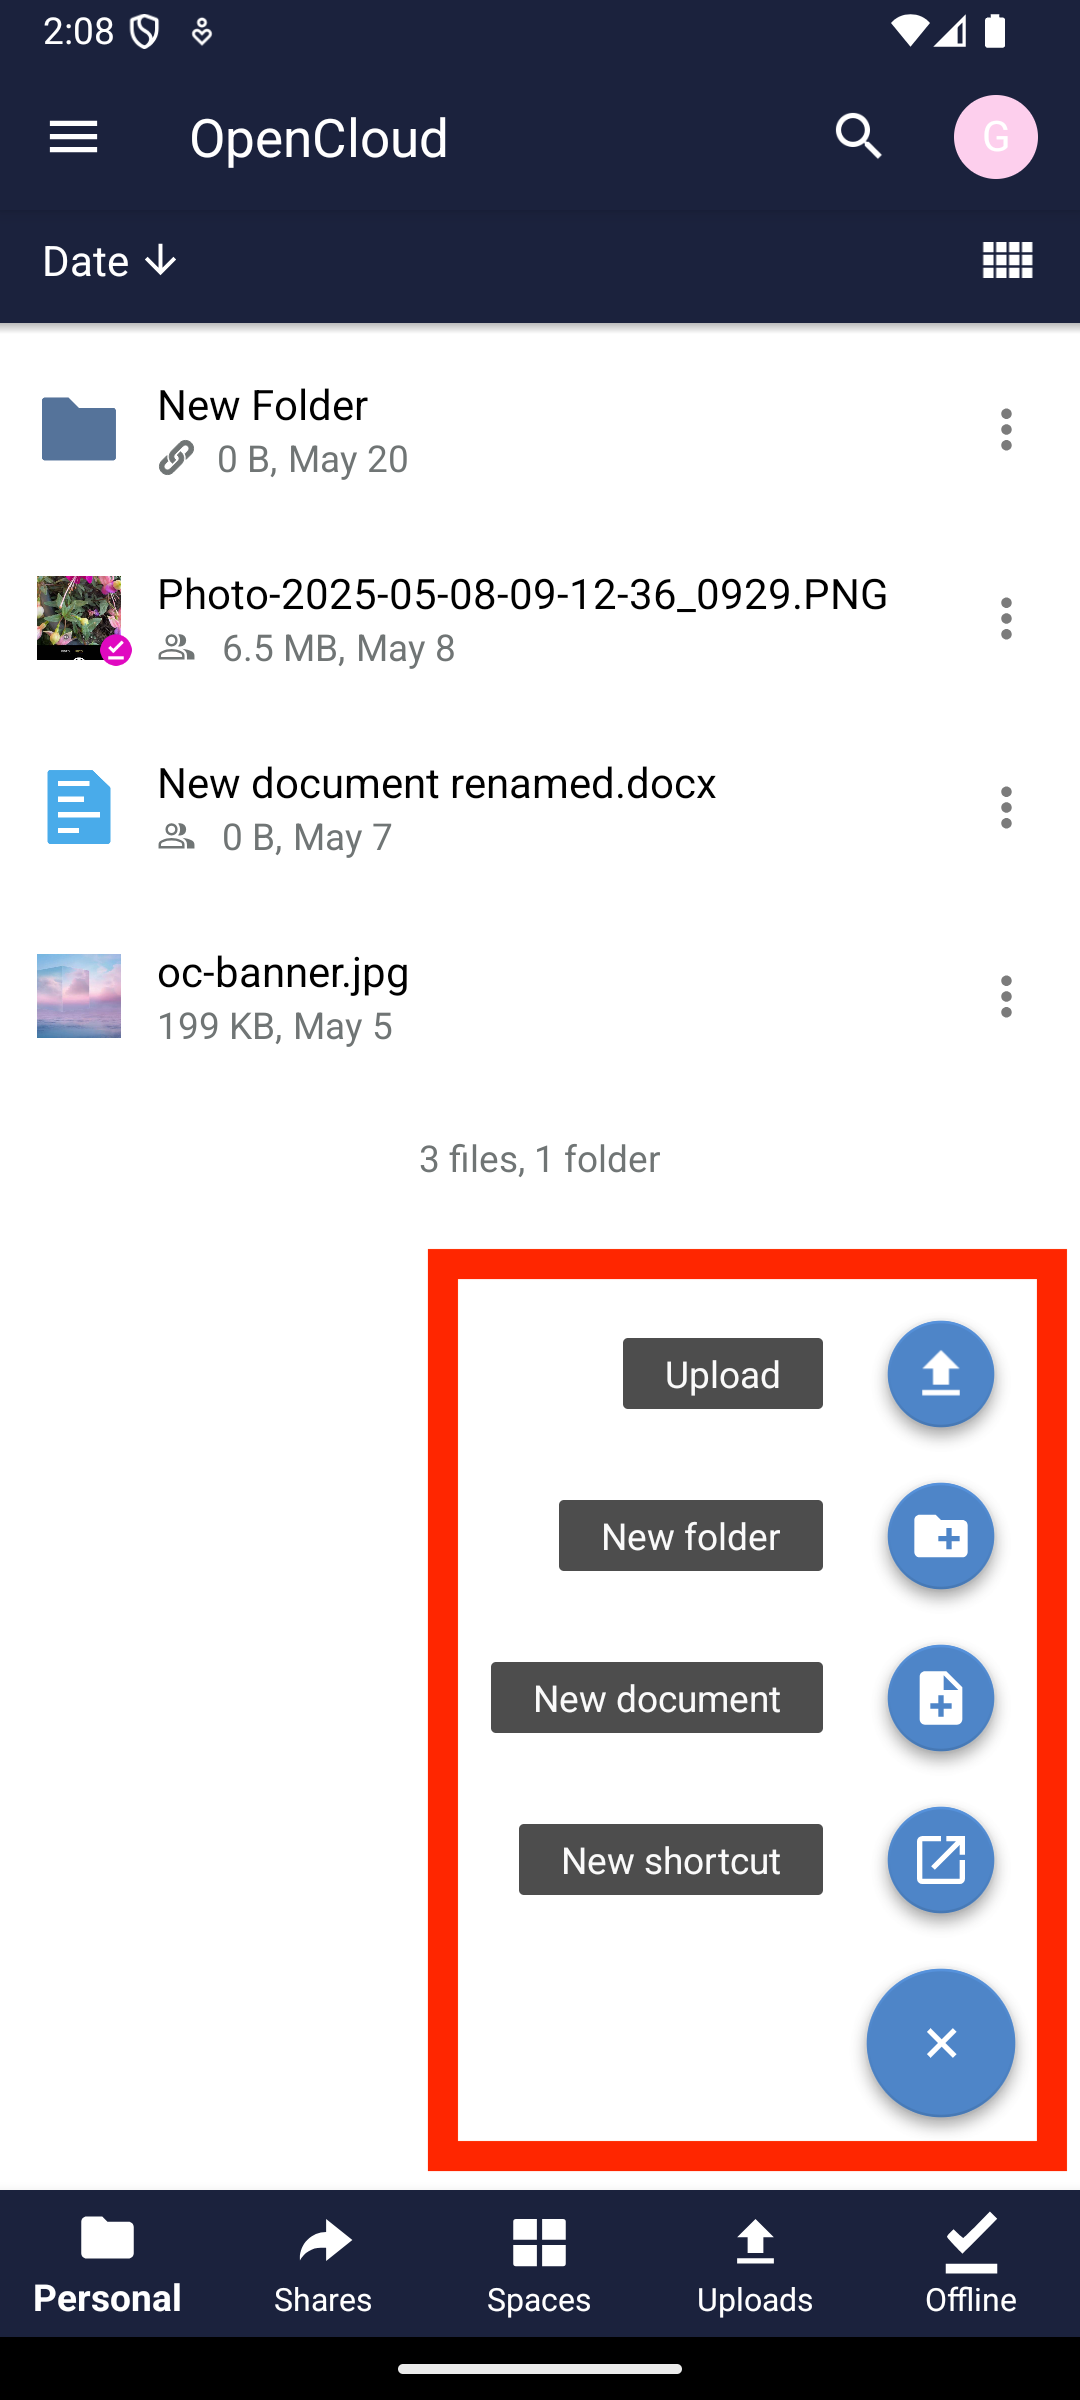 2:08
OpenCloud
G
Date
New Folder
0 B, May 20
Photo-2025-05-08-09-12-36_0929.PNG
6.5 MB, May 8
New document renamed.docx
0 B, May 7
oc-banner.jpg
199 KB, May 5
3 files, 1 folder
Upload
New folder
New document
New shortcut
Personal
Shares
Spaces
Uploads
Offline